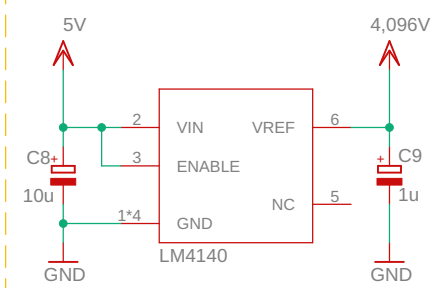 5V
4,096V
2
VIN
VREF
6
C8
+
3
ENABLE
+
C9
10u
NC
5
1u
1*4
GND
LM4140
GND
GND